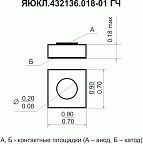 ЯЮКЛ.432136.018-01 ГЧ
А
0.18 max
Б
Ø 0.20
0.08
0.90
0.70
0.90
0.70
А, Б - контактные площадки (А – анод, Б – катод)